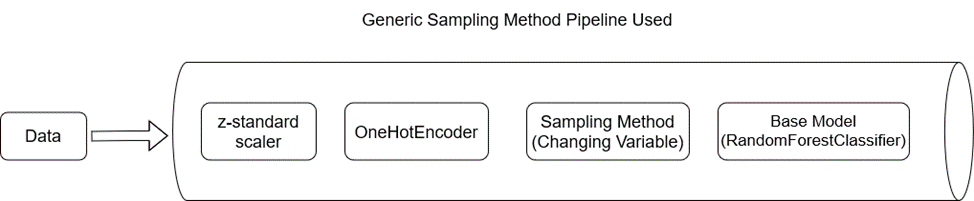 Generic Sampling Method Pipeline Used
Data
z-standard
scaler
OneHotEncoder
Sampling Method
(Changing Variable)
Base Model
(RandomForestClassifier)